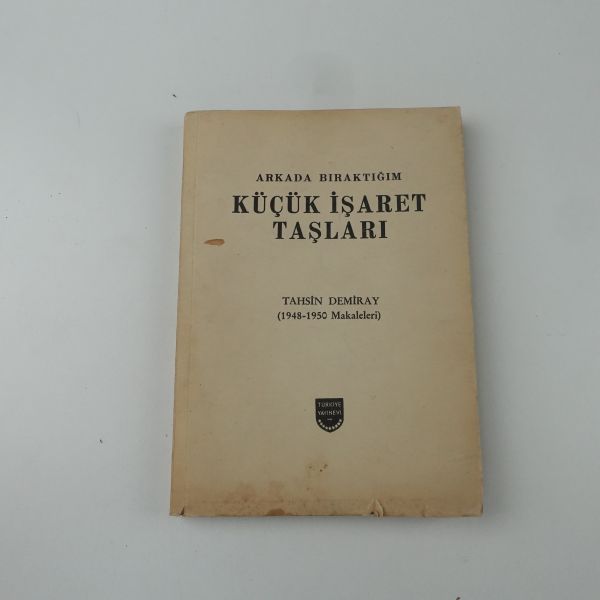 ARKADA BIRAKTIĞIM
KÜÇÜK İŞARET
TAŞLARI
TAHSİN DEMİRAY
(1948-1950 Makaleleri)
TÜRKİYE
YAYINEVİ